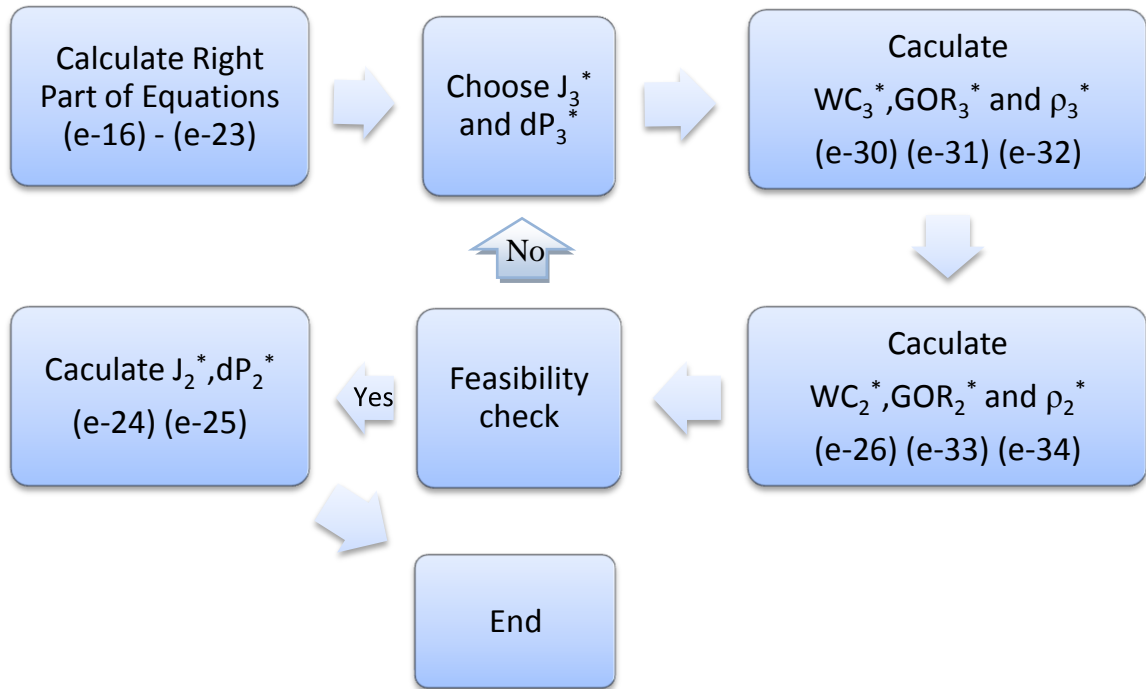 Calculate Right
Part of Equations
(e-16) - (e-23)
Choose J₃*
and dP₃*
Caculate
WC₃*,GOR₃* and ρ₃*
(e-30) (e-31) (e-32)
No
Caculate J₂*,dP₂*
(e-24) (e-25)
Yes
Feasibility
check
Caculate
WC₂*,GOR₂* and ρ₂*
(e-26) (e-33) (e-34)
End